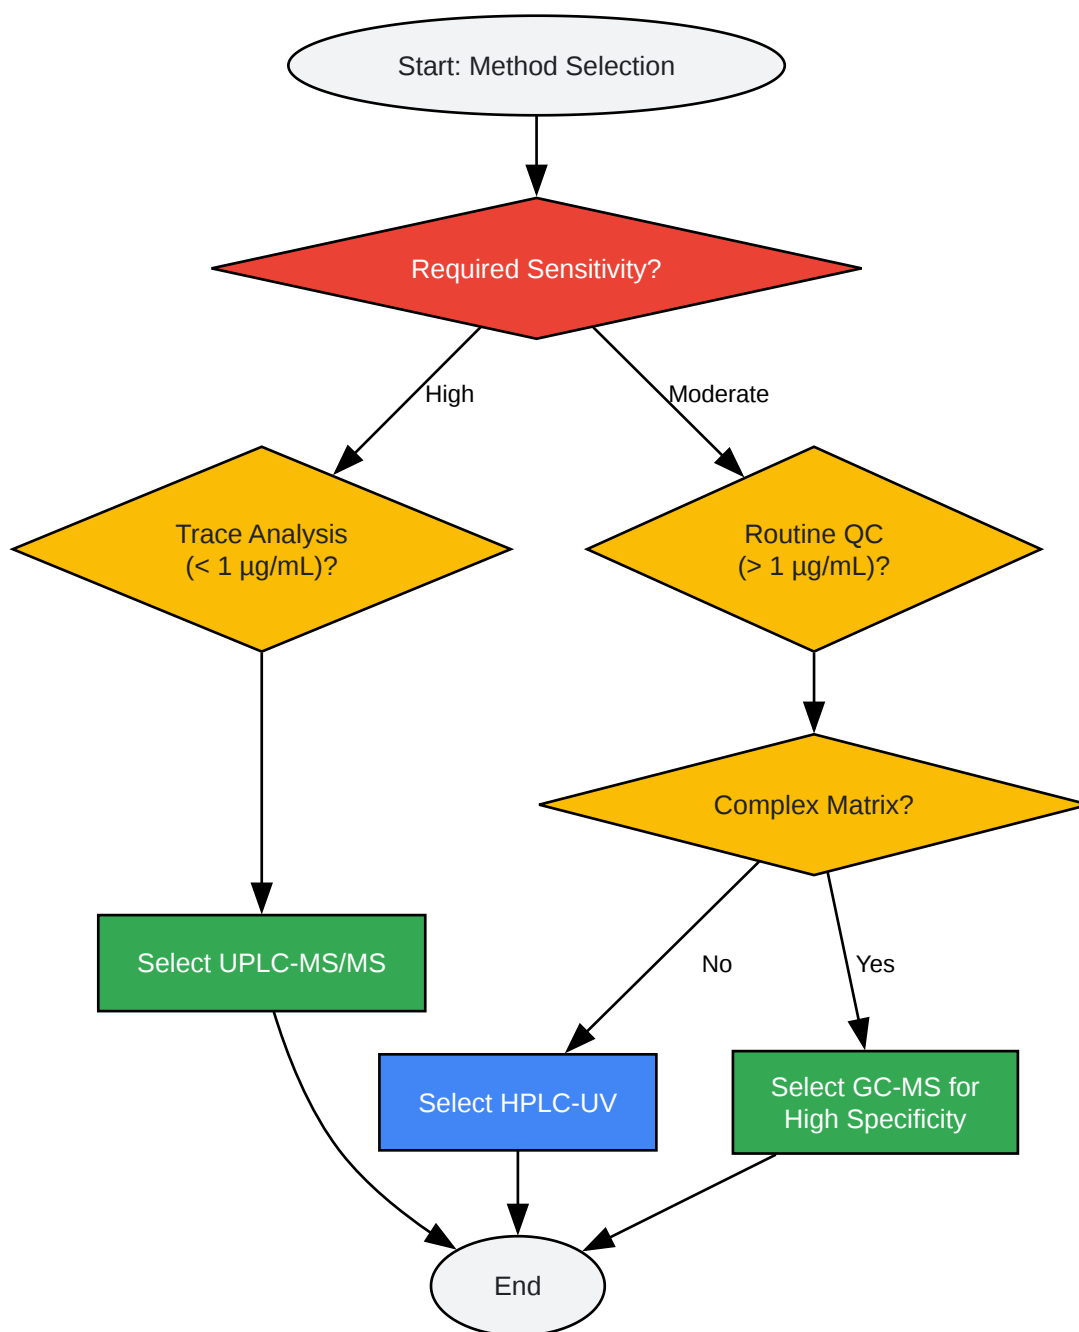 Start: Method Selection
Required Sensitivity?
High
Moderate
Trace Analysis
(< 1 µg/mL)?
Routine QC
(> 1 µg/mL)?
Complex Matrix?
Select UPLC-MS/MS
No
Yes
Select HPLC-UV
Select GC-MS for
High Specificity
End